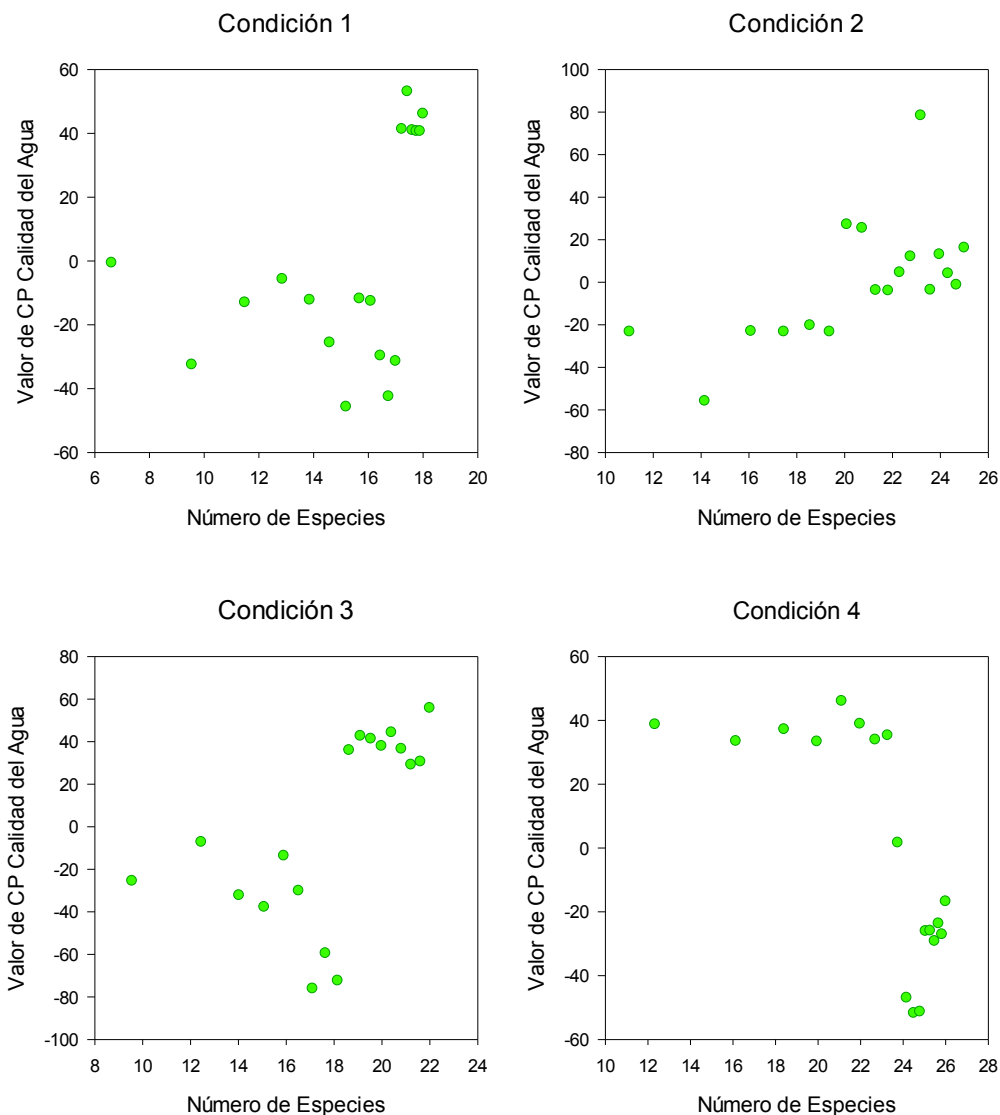 Condición 1
60
40
20
0
-20
-40
-60
6 8 10 12 14 16 18 20
Valor de CP Calidad del Agua
Número de Especies
Condición 2
100
80
60
40
20
0
-20
-40
-60
-80
10 12 14 16 18 20 22 24 26
Valor de CP Calidad del Agua
Número de Especies
Condición 3
80
60
40
20
0
-20
-40
-60
-80
-100
8 10 12 14 16 18 20 22 24
Valor de CP Calidad del Agua
Número de Especies
Condición 4
60
40
20
0
-20
-40
-60
10 12 14 16 18 20 22 24 26 28
Valor de CP Calidad del Agua
Número de Especies